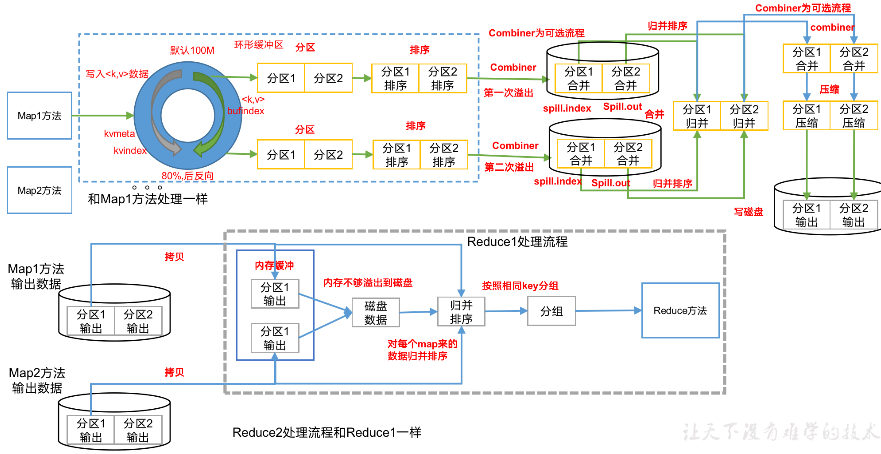 Combiner为可选流程
Combiner为可选流程
归并排序
combiner
默认100M
环形缓冲区
分区
排序
写入<k,v>数据
分区1
分区2
分区1
排序
分区2
排序
Combiner
第一次溢出
分区1
合并
分区2
合并
spill.index
Spill.out
<k,v>
bufindex
Map1方法
kvmeta
kvindex
80%,后反向
分区
排序
分区1
分区2
分区1
排序
分区2
排序
Combiner
第二次溢出
合并
分区1
合并
分区2
合并
spill.index
Spill.out
归并排序
分区1
归并
分区2
归并
分区1
合并
分区2
合并
压缩
分区1
压缩
分区2
压缩
写磁盘
分区1
输出
分区2
输出
Map2方法
和Map1方法处理一样
Reduce1处理流程
Map1方法
输出数据
拷贝
分区1
输出
分区2
输出
内存缓冲
分区1
输出
分区1
输出
内存不够溢出到磁盘
磁盘
数据
归并
排序
按照相同key分组
分组
Reduce方法
对每个map来的
数据归并排序
Map2方法
输出数据
拷贝
分区1
输出
分区2
输出
Reduce2处理流程和Reduce1一样
让天下没有难学的技术